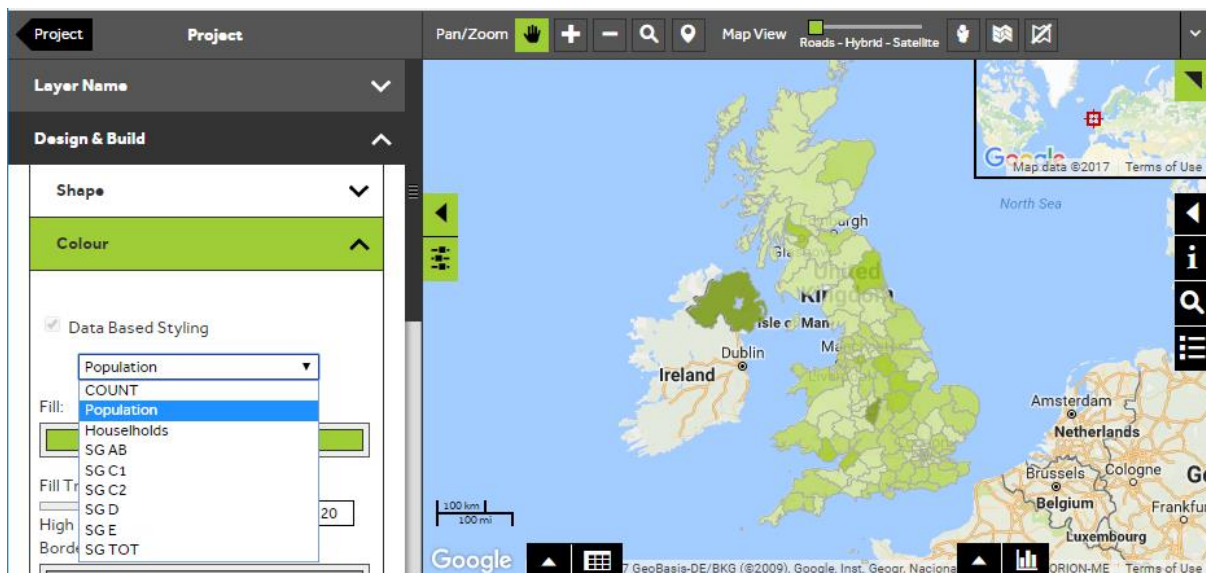 Project
Project
Pan/Zoom
Map View
Roads - Hybrid - Satellite
Layer Name
Design & Build
Shape
Colour
Data Based Styling
Population
COUNT
Population
Houselholds
SG AB
SG C1
SG C2
SG D
SG E
SG TOT
Fill:
Fill Tr
20
High
Borde
Google
Map data ©2017
Terms of Use
North Sea
United
Kingdom
Isle of Man
Dublin
Ireland
Amsterdam
Netherlands
Brussels
Cologne
Belgium
Frankfu
Luxembourg
100 km
100 mi
Google
7 GeoBasis-DE/BKG (©2009), Google, Inst. Geogr. Naciona
ORION-ME
Terms of Use